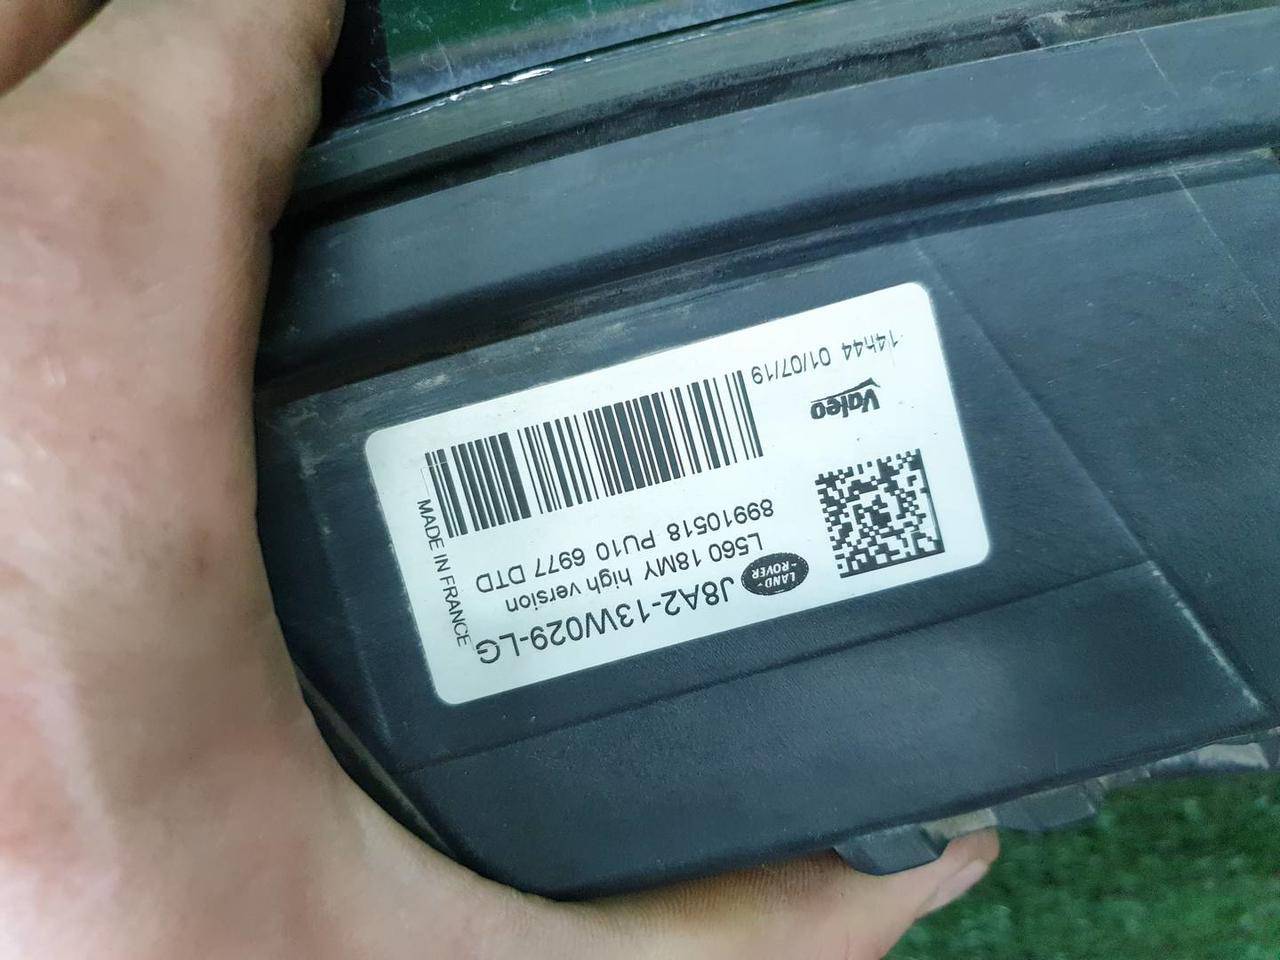 J8A2-13W029-LG
LAND
-ROVER-
L560 18MY high version
89910518 PU10 6977 DTD
MADE IN FRANCE
Valeo
14h44 01/07/19